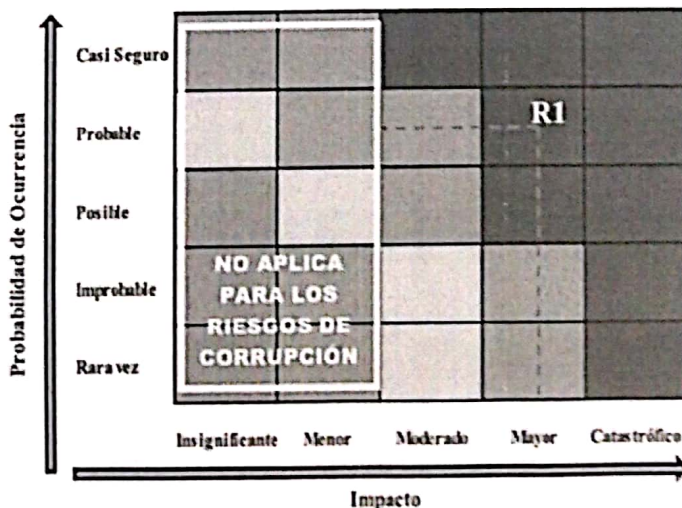 Probabilidad de Ocurrencia
Casi Seguro
Probable
Posible
Improbable
Rara vez
R1
NO APLICA
PARA LOS
RIESGOS DE
CORRUPCIÓN
Insignificante
Menor
Moderado
Mayor
Catastrófico
Impacto